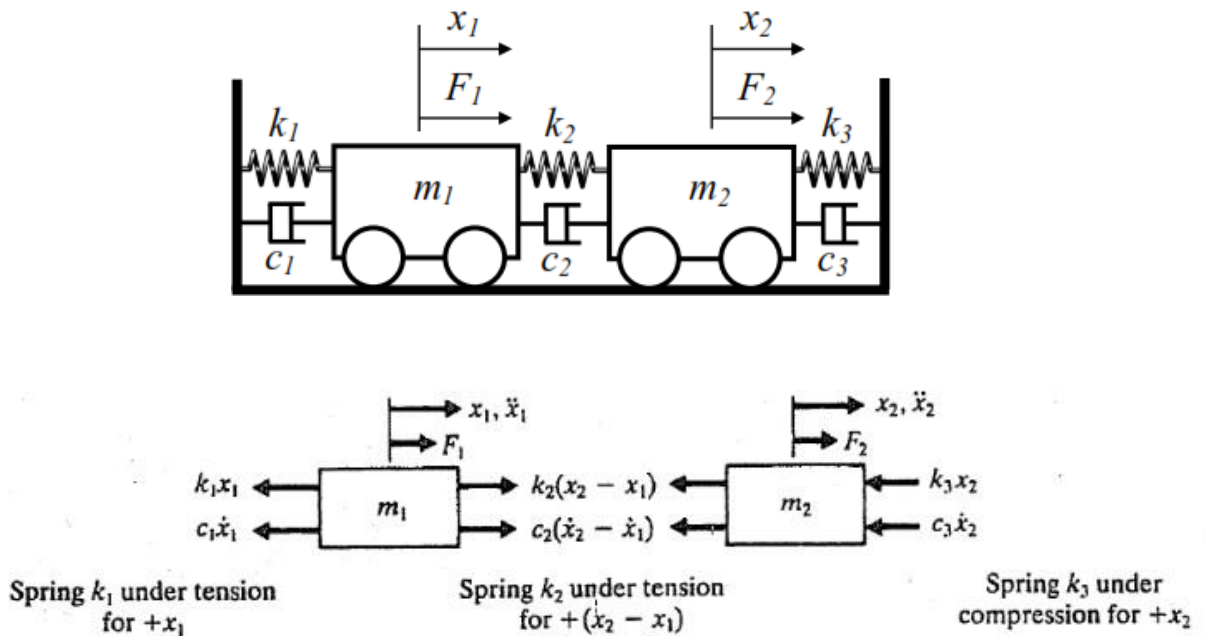 x₁ x₂
F₁ F₂
k₁ k₂ k₃
m₁ m₂
c₁ c₂ c₃
x₁, ẍ₁ x₂, ẍ₂
F₁ F₂
k₁x₁ k₂(x₂ − x₁) k₃x₂
m₁ m₂
c₁ẋ₁ c₂(ẋ₂ − ẋ₁) c₃ẋ₂
Spring k₁ under tension
for +x₁
Spring k₂ under tension
for +(x₂ − x₁)
Spring k₃ under
compression for +x₂